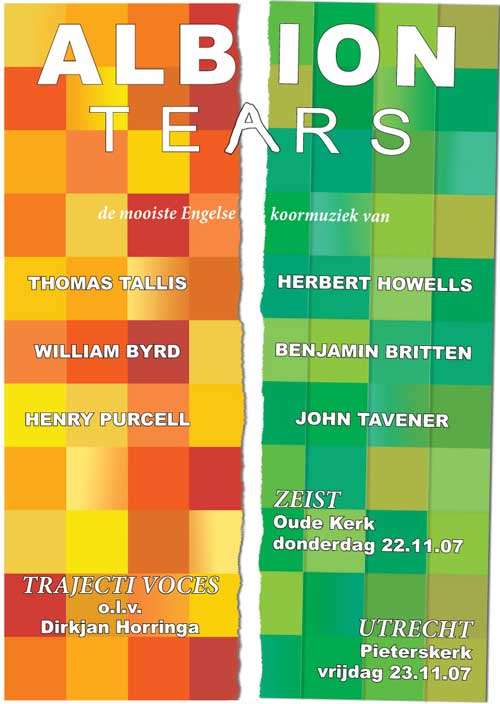 ALBION
TEARS
de mooiste Engelse koormuziek van
THOMAS TALLIS
WILLIAM BYRD
HENRY PURCELL
HERBERT HOWELLS
BENJAMIN BRITTEN
JOHN TAVENER
TRAJECTI VOCES
o.l.v.
Dirkjan Horringa
ZEIST
Oude Kerk
donderdag 22.11.07
UTRECHT
Pieterskerk
vrijdag 23.11.07